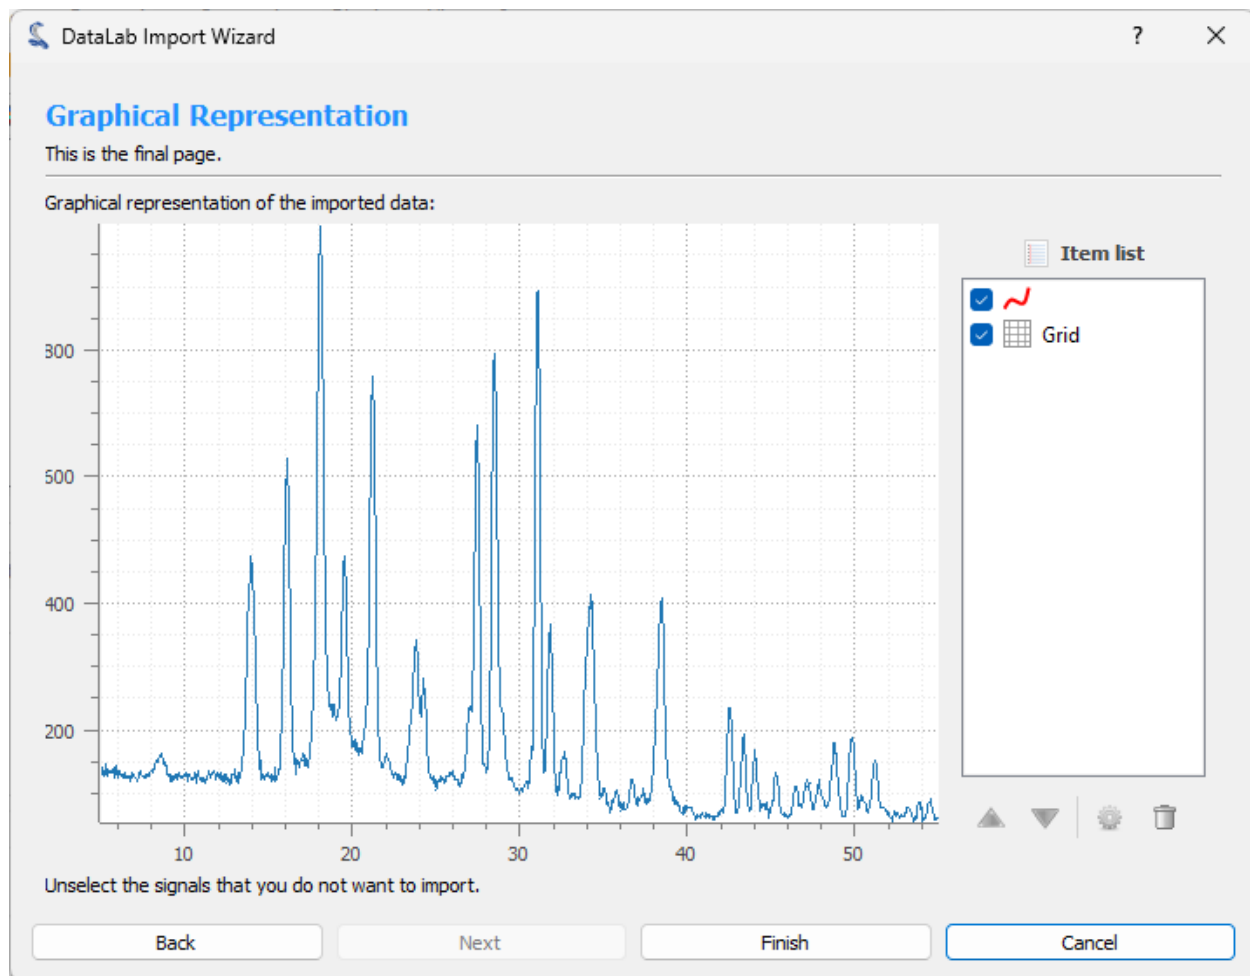 DataLab Import Wizard
?
Graphical Representation
This is the final page.
Graphical representation of the imported data:
Item list
Grid
800
600
400
200
10 20 30 40 50
Unselect the signals that you do not want to import.
Back Next Finish Cancel